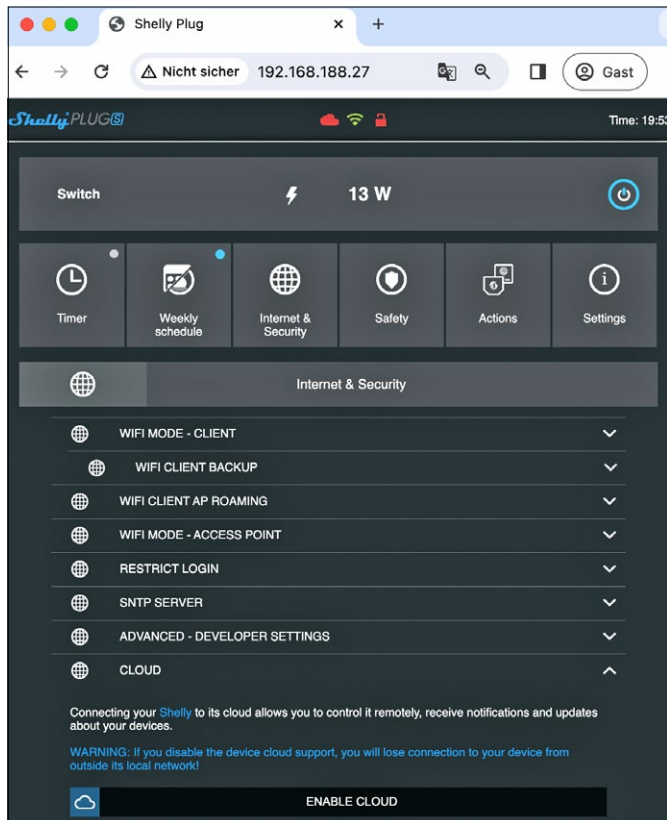 Shelly Plug
Nicht sicher 192.168.188.27 Gast
Shelly PLUG S Time: 19:53
Switch 13 W
Timer
Weekly
schedule
Internet &
Security
Safety
Actions
Settings
Internet & Security
WIFI MODE - CLIENT
WIFI CLIENT BACKUP
WIFI CLIENT AP ROAMING
WIFI MODE - ACCESS POINT
RESTRICT LOGIN
SNTP SERVER
ADVANCED - DEVELOPER SETTINGS
CLOUD
Connecting your Shelly to its cloud allows you to control it remotely, receive notifications and updates
about your devices.
WARNING: If you disable the device cloud support, you will lose connection to your device from
outside its local network!
ENABLE CLOUD